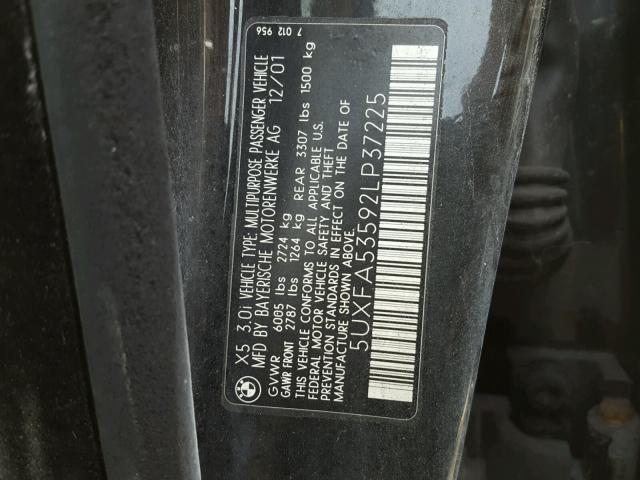 X5 3.0i VEHICLE TYPE: MULTIPURPOSE PASSENGER VEHICLE
MFD BY BAYERISCHE MOTORENWERKE AG 12/01
GVWR 6005 lbs 2724 kg
GAWR FRONT 2787 lbs 1264 kg REAR 3307 lbs 1500 kg
THIS VEHICLE CONFORMS TO ALL APPLICABLE U.S.
FEDERAL MOTOR VEHICLE SAFETY AND THEFT
PREVENTION STANDARDS IN EFFECT ON THE DATE OF
MANUFACTURE SHOWN ABOVE.
5UXFA53592LP37225
7 012 956